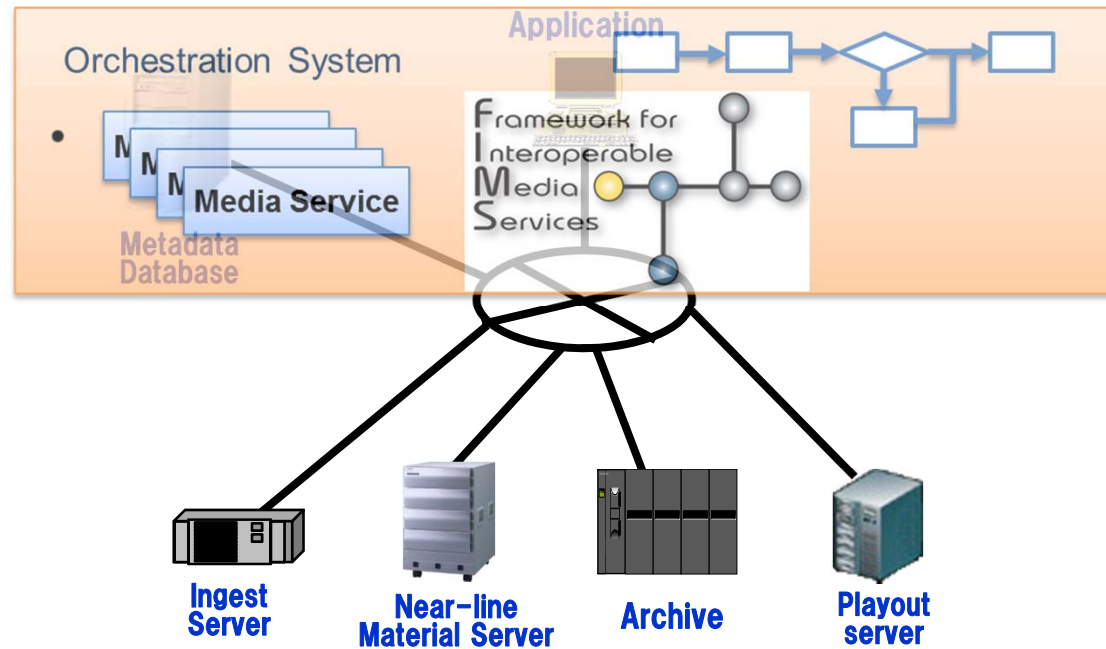 Application
Orchestration System
•
M
M
M
Media Service
Metadata
Database
Framework for
Interoperable
Media
Services
Ingest
Server
Near-line
Material Server
Archive
Playout
server